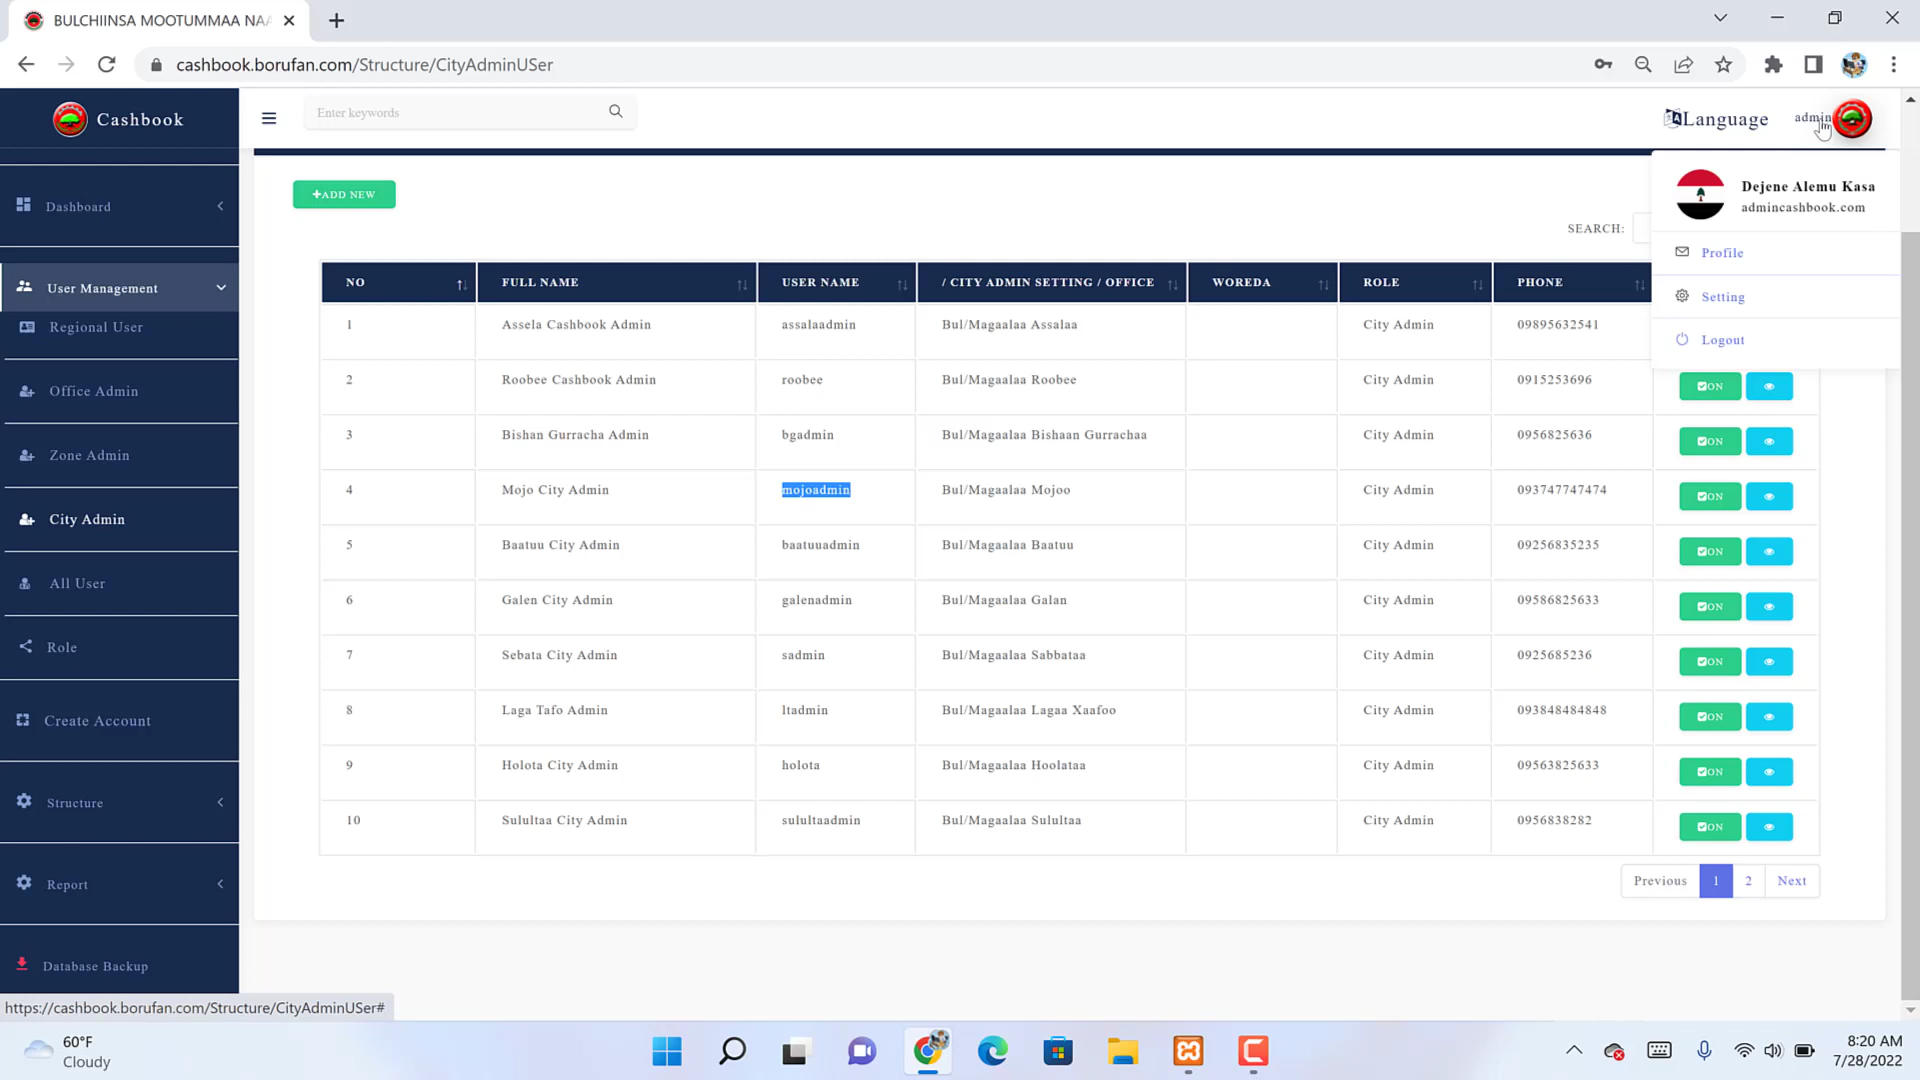 BULCHIINSA MOOTUMMAA NAA
cashbook.borufan.com/Structure/CityAdminUSer
Cashbook
Enter keywords
Language
admin
Dejene Alemu Kasa
admincashbook.com
Profile
Setting
Logout
Dashboard
User Management
Regional User
Office Admin
Zone Admin
City Admin
All User
Role
Create Account
Structure
Report
Database Backup
ADD NEW
SEARCH:
NO FULL NAME USER NAME / CITY ADMIN SETTING / OFFICE WOREDA ROLE PHONE
1 Assela Cashbook Admin assalaadmin Bul/Magaalaa Assalaa City Admin 09895632541
2 Roobee Cashbook Admin roobee Bul/Magaalaa Roobee City Admin 0915253696 ON
3 Bishan Gurracha Admin bgadmin Bul/Magaalaa Bishaan Gurrachaa City Admin 0956825636 ON
4 Mojo City Admin mojoadmin Bul/Magaalaa Mojoo City Admin 093747747474 ON
5 Baatuu City Admin baatuuadmin Bul/Magaalaa Baatuu City Admin 09256835235 ON
6 Galen City Admin galenadmin Bul/Magaalaa Galan City Admin 09586825633 ON
7 Sebata City Admin sadmin Bul/Magaalaa Sabbataa City Admin 0925685236 ON
8 Laga Tafo Admin ltadmin Bul/Magaalaa Lagaa Xaafoo City Admin 093848484848 ON
9 Holota City Admin holota Bul/Magaalaa Hoolataa City Admin 09563825633 ON
10 Sulultaa City Admin sulultaadmin Bul/Magaalaa Sulultaa City Admin 0956838282 ON
Previous 1 2 Next
https://cashbook.borufan.com/Structure/CityAdminUSer#
60°F
Cloudy
8:20 AM
7/28/2022